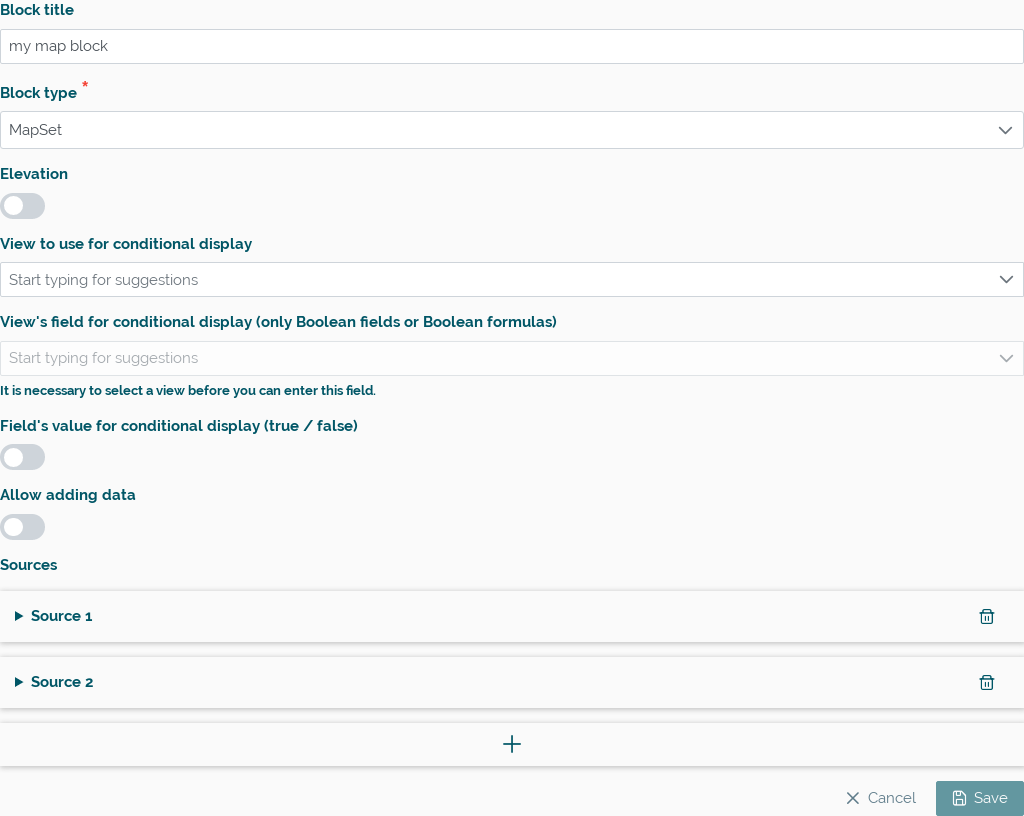 Block title
my map block
Block type *
MapSet
Elevation
View to use for conditional display
Start typing for suggestions
View's field for conditional display (only Boolean fields or Boolean formulas)
Start typing for suggestions
It is necessary to select a view before you can enter this field.
Field's value for conditional display (true / false)
Allow adding data
Sources
Source 1
Source 2
Cancel Save